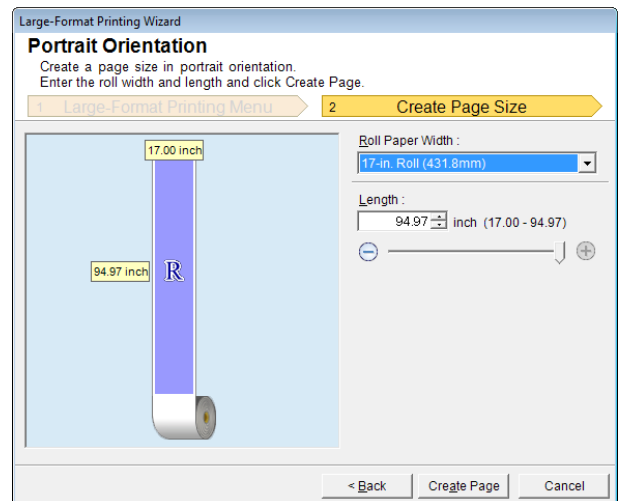 Large-Format Printing Wizard
Portrait Orientation
Create a page size in portrait orientation.
Enter the roll width and length and click Create Page.
1 Large-Format Printing Menu
2 Create Page Size
17.00 inch
94.97 inch
R
Roll Paper Width :
17-in. Roll (431.8mm)
Length :
94.97 inch (17.00 - 94.97)
< Back
Create Page
Cancel